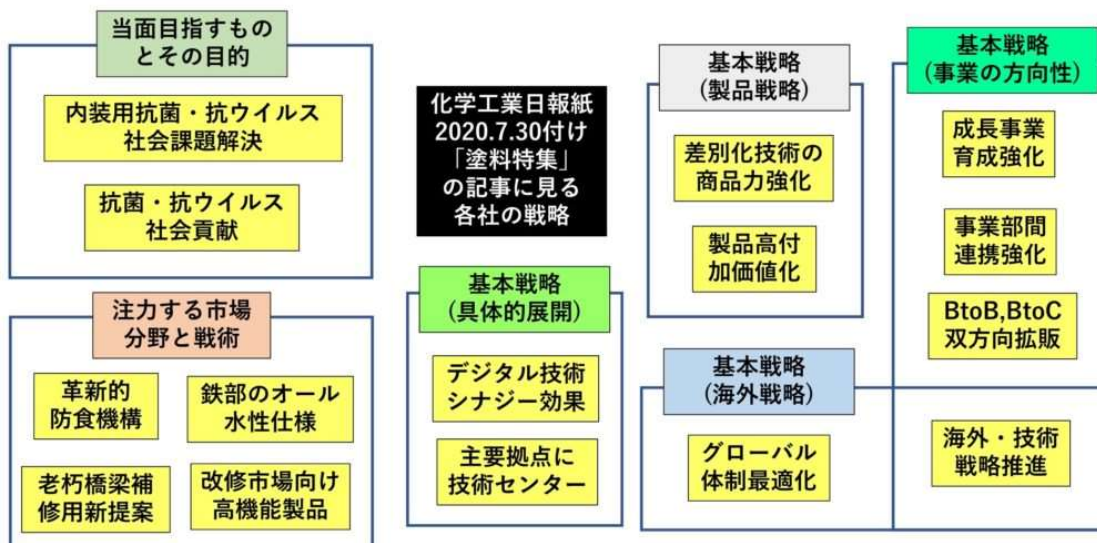 当面目指すもの
とその目的
内装用抗菌・抗ウイルス
社会課題解決
抗菌・抗ウイルス
社会貢献
注力する市場
分野と戦術
革新的
防食機構
鉄部のオール
水性仕様
老朽橋梁補
修用新提案
改修市場向け
高機能製品
化学工業日報紙
2020.7.30付け
「塗料特集」
の記事に見る
各社の戦略
基本戦略
(具体的展開)
デジタル技術
シナジー効果
主要拠点に
技術センター
基本戦略
(製品戦略)
差別化技術の
商品力強化
製品高付
加価値化
基本戦略
(海外戦略)
グローバル
体制最適化
基本戦略
(事業の方向性)
成長事業
育成強化
事業部間
連携強化
BtoB,BtoC
双方向拡販
海外・技術
戦略推進